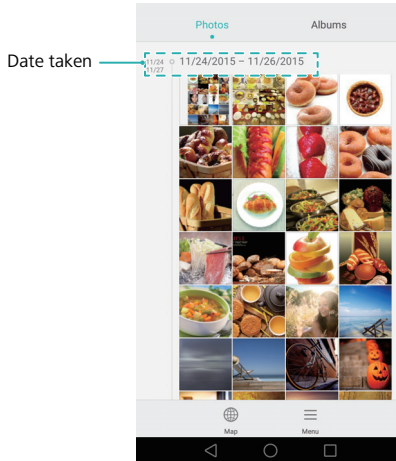 Photos Albums
Date taken
11/24 11/24/2015 – 11/26/2015
11/27
Map Menu